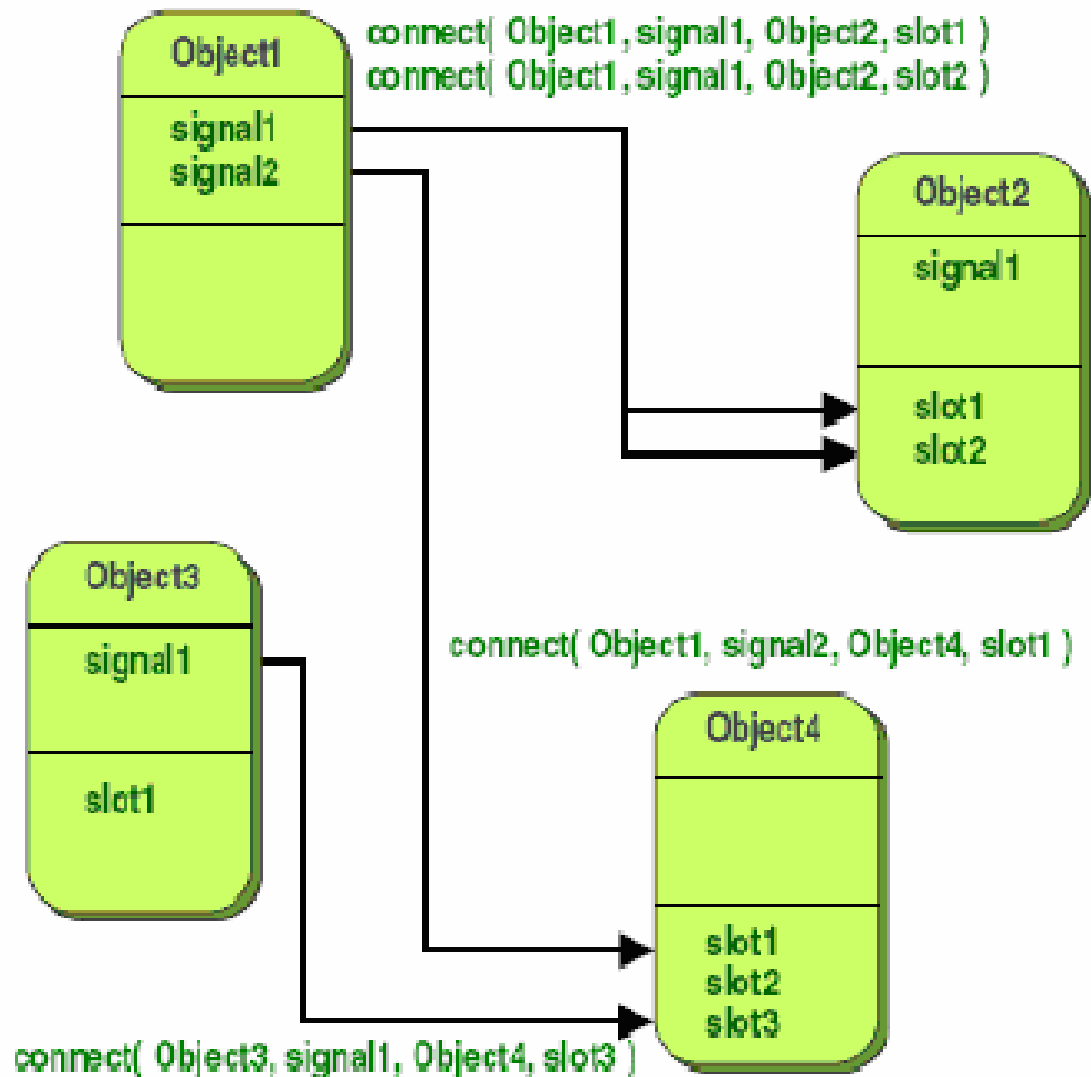 connect( Object1, signal1, Object2, slot1 )
connect( Object1, signal1, Object2, slot2 )
Object1
signal1
signal2
Object2
signal1
slot1
slot2
Object3
signal1
slot1
connect( Object1, signal2, Object4, slot1 )
Object4
slot1
slot2
slot3
connect( Object3, signal1, Object4, slot3 )